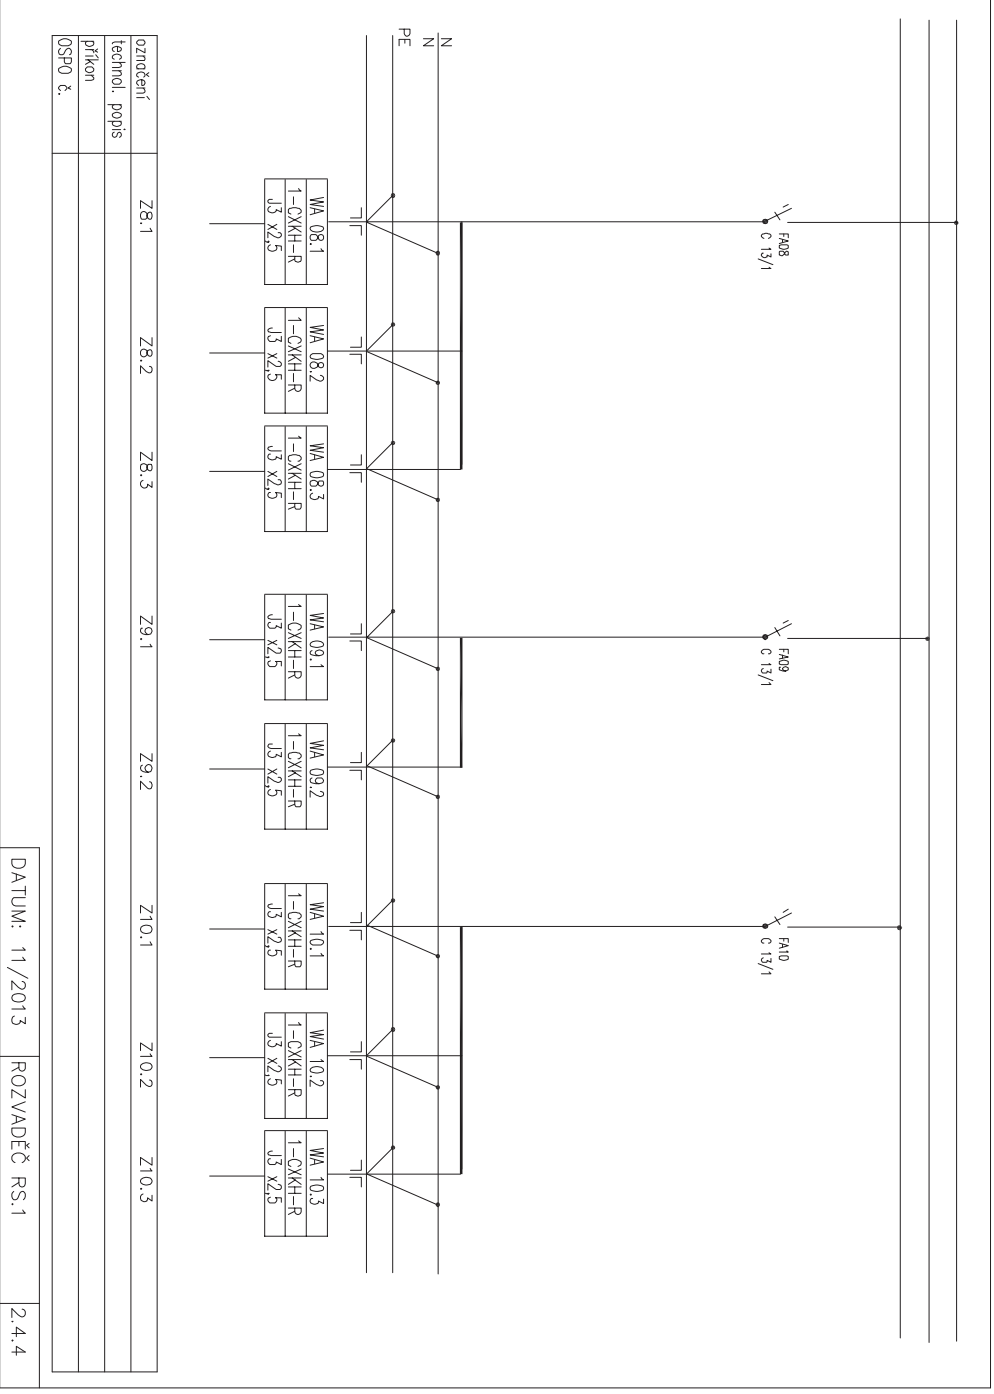 N
N
PE
FA08
C 13/1
FA09
C 13/1
FA10
C 13/1
WA 08.1
1-CXKH-R
J3 x2,5
WA 08.2
1-CXKH-R
J3 x2,5
WA 08.3
1-CXKH-R
J3 x2,5
WA 09.1
1-CXKH-R
J3 x2,5
WA 09.2
1-CXKH-R
J3 x2,5
WA 10.1
1-CXKH-R
J3 x2,5
WA 10.2
1-CXKH-R
J3 x2,5
WA 10.3
1-CXKH-R
J3 x2,5
označení Z8.1 Z8.2 Z8.3 Z9.1 Z9.2 Z10.1 Z10.2 Z10.3
technol. popis
příkon
OSPO č.
DATUM: 11/2013 ROZVADĚČ RS.1 2.4.4